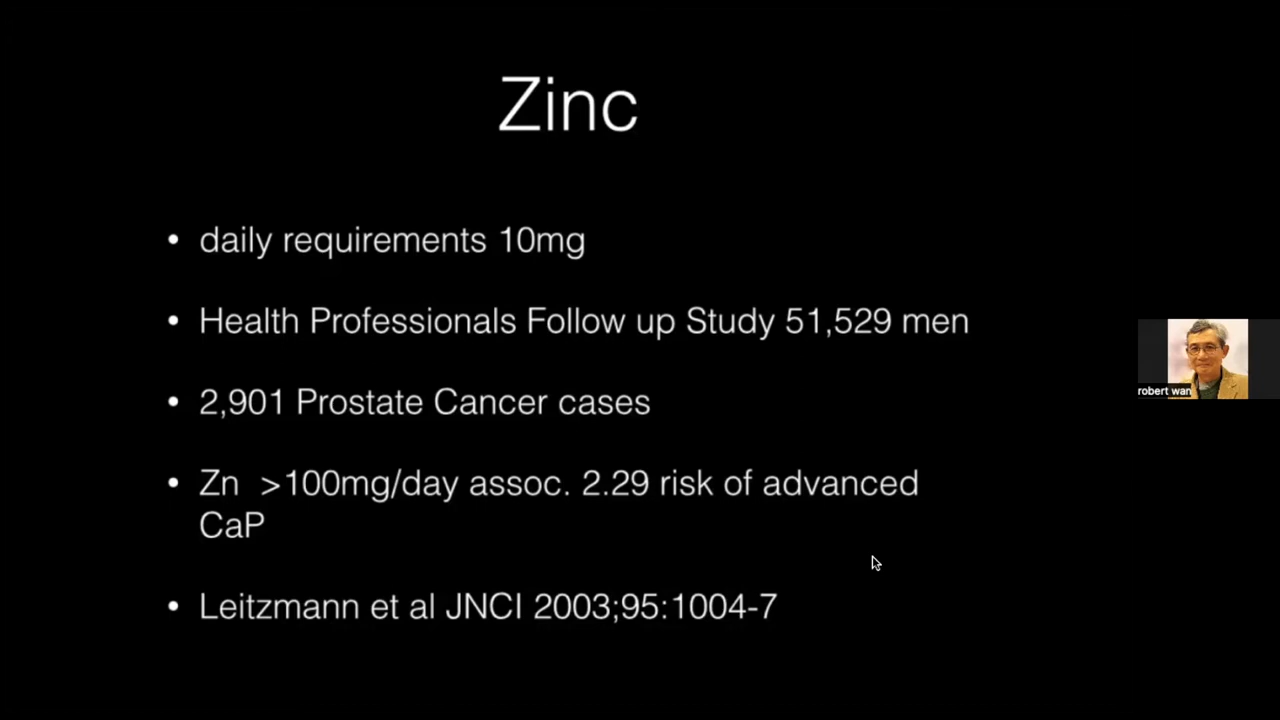 Zinc
• daily requirements 10mg
• Health Professionals Follow up Study 51,529 men
• 2,901 Prostate Cancer cases
• Zn >100mg/day assoc. 2.29 risk of advanced
CaP
• Leitzmann et al JNCI 2003;95:1004-7
robert wan